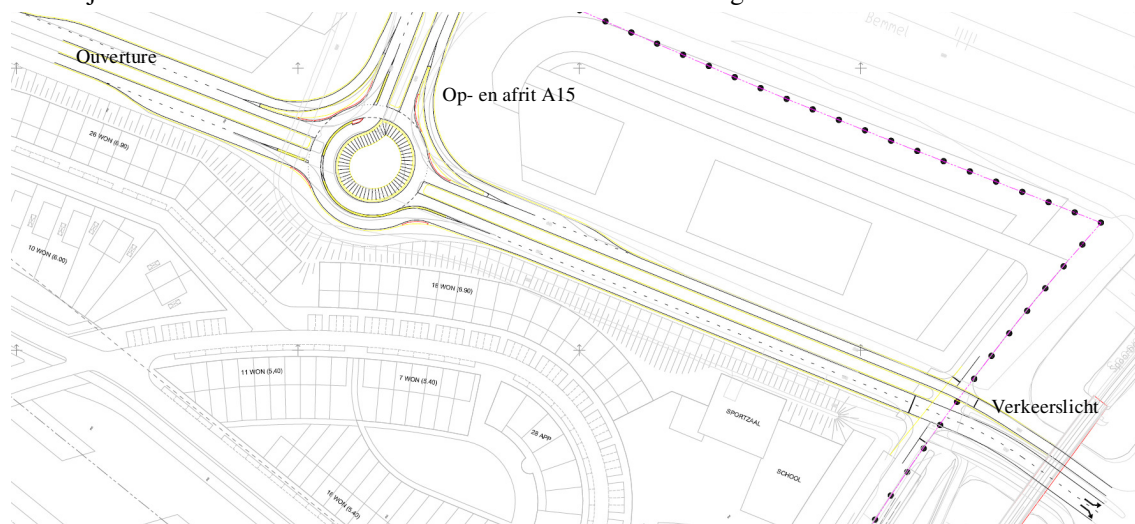 Bemmel
Ouverture
Op- en afrit A15
26 WON (6.90)
10 WON (6.00)
18 WON (6.90)
11 WON (5,40)
7 WON (5.40)
28 APP
16 WON (5.40)
SPORTZAAL
SCHOOL
Verkeerslicht